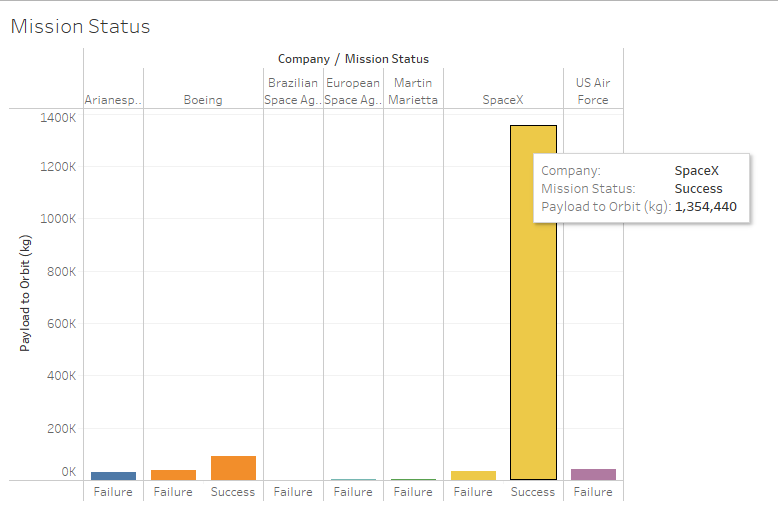 Mission Status
Company / Mission Status
Arianesp..
Boeing
Brazilian
Space Ag..
European
Space Ag..
Martin
Marietta
SpaceX
US Air
Force
Payload to Orbit (kg)
1400K
1200K
1000K
800K
600K
400K
200K
0K
Company: SpaceX
Mission Status: Success
Payload to Orbit (kg): 1,354,440
Failure Failure Success Failure Failure Failure Failure Success Failure